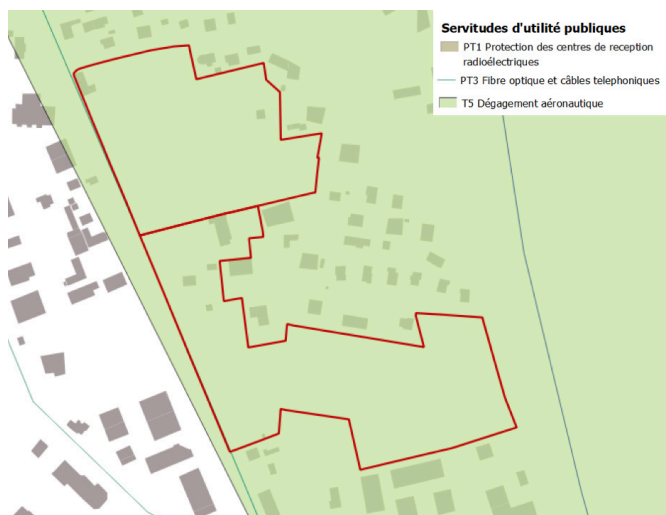 Servitudes d'utilité publiques
PT1 Protection des centres de reception
radioélectriques
PT3 Fibre optique et câbles telephoniques
T5 Dégagement aéronautique